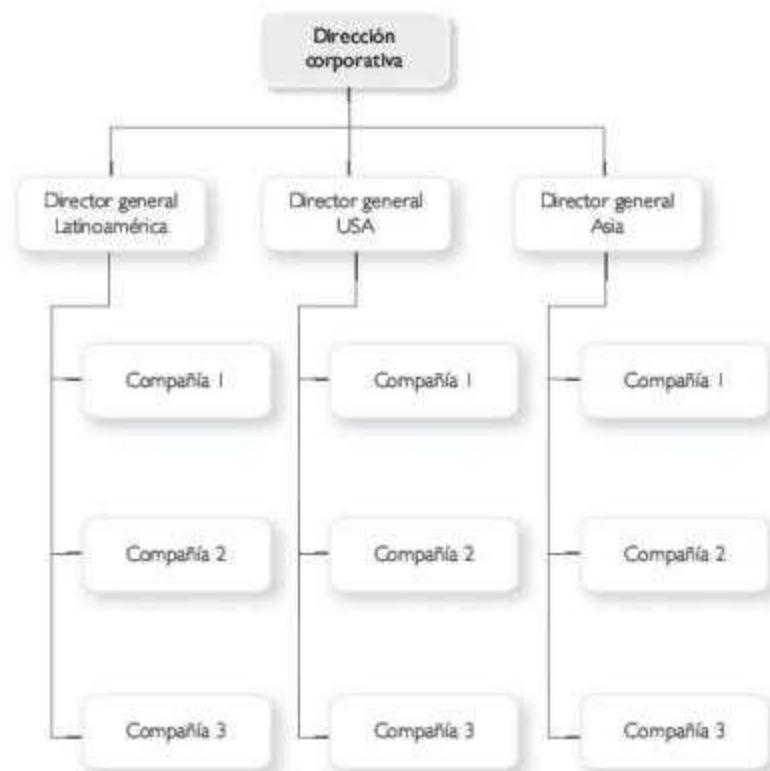 Dirección
corporativa
Director general
Latinoamérica
Director general
USA
Director general
Asia
Compañía 1
Compañía 1
Compañía 1
Compañía 2
Compañía 2
Compañía 2
Compañía 3
Compañía 3
Compañía 3